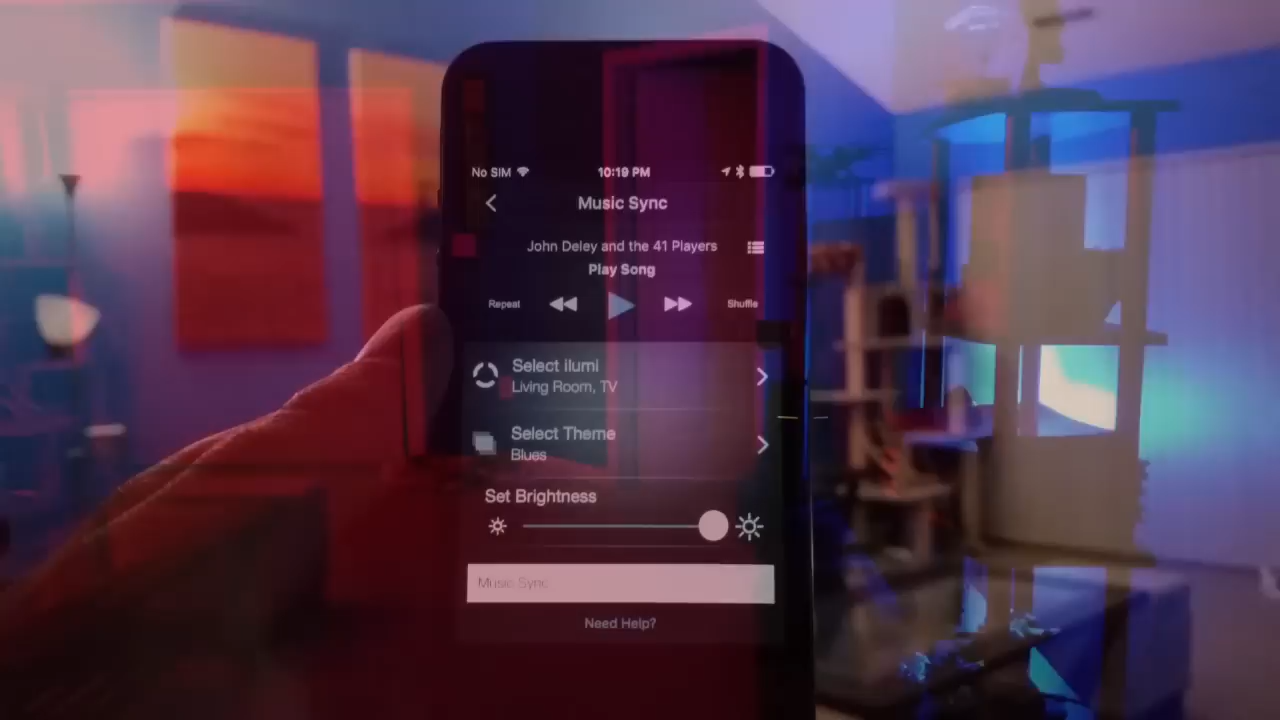 No SIM 10:19 PM
Music Sync
John Deley and the 41 Players
Play Song
Repeat Shuffle
Select ilumi
Living Room, TV
Select Theme
Blues
Set Brightness
Music Sync
Need Help?